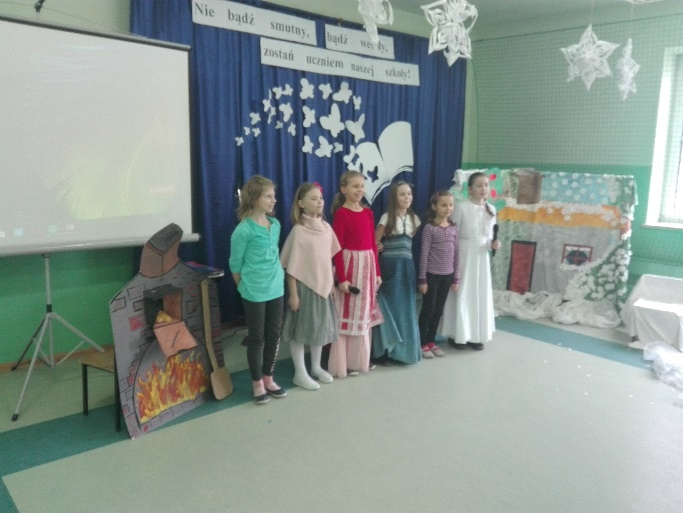 Nie bądź smutny,
bądź wesoły,
zostań uczniem naszej szkoły!